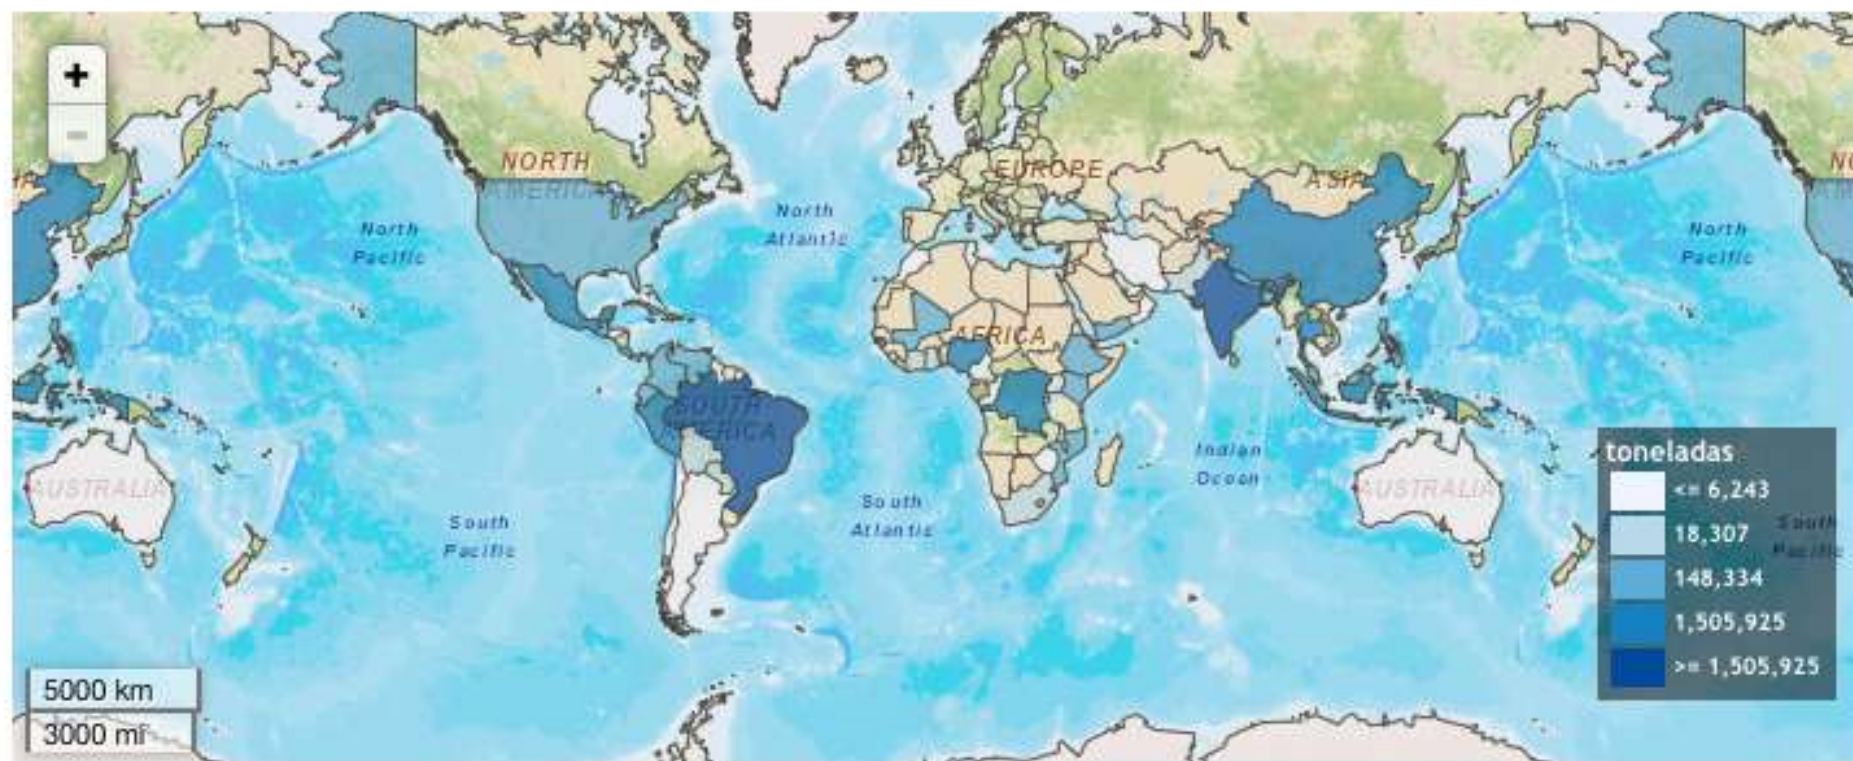 +
-
NORTH
AMERICA
EUROPE
ASIA
North
Atlantic
North
Pacific
North
Pacific
AFRICA
SOUTH
AMERICA
Indian
Ocean
AUSTRALIA
AUSTRALIA
South
Pacific
South
Atlantic
South
Pacific
toneladas
<= 6,243
18,307
148,334
1,505,925
>= 1,505,925
5000 km
3000 mi